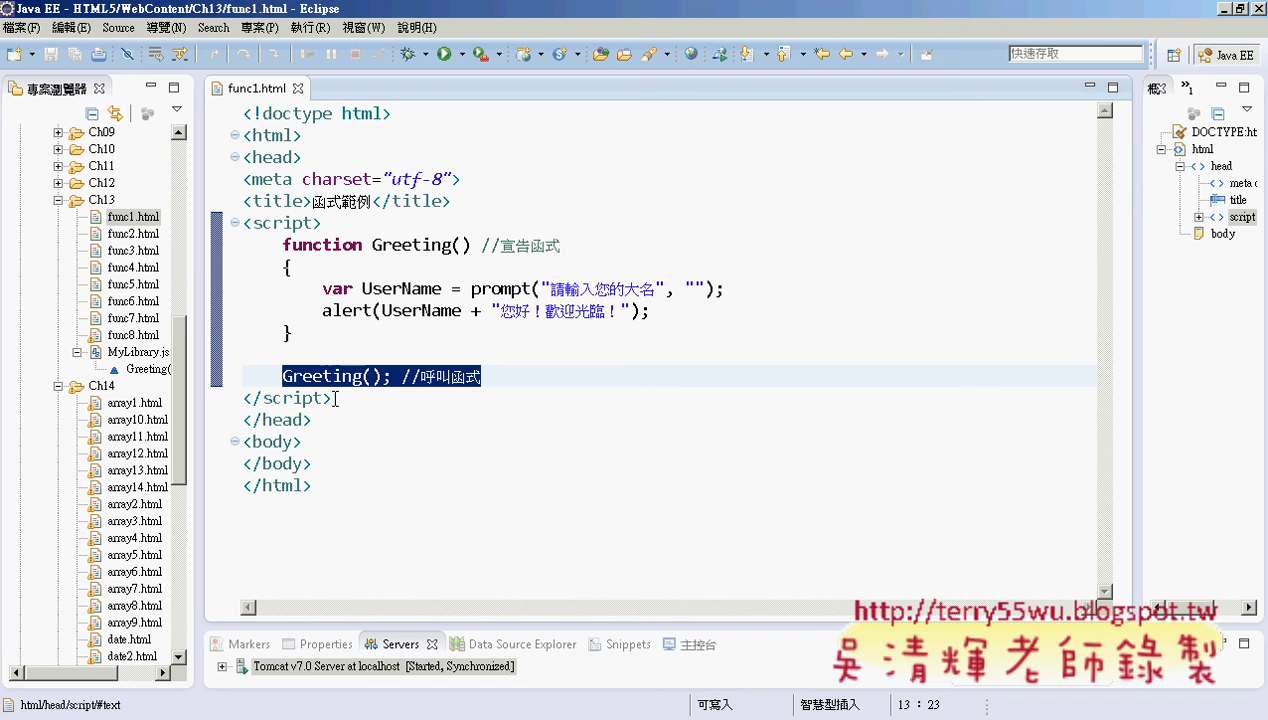 Java EE - HTML5/WebContent/Ch13/func1.html - Eclipse
檔案(F) 編輯(E) Source 導覽(N) Search 專案(P) 執行(R) 視窗(W) 說明(H)
快速存取 Java EE
專案瀏覽器
func1.html
概
»1
Ch09
Ch10
Ch11
Ch12
Ch13
func1.html
func2.html
func3.html
func4.html
func5.html
func6.html
func7.html
func8.html
MyLibrary.js
Greeting(
Ch14
array1.html
array10.html
array11.html
array12.html
array13.html
array14.html
array2.html
array3.html
array4.html
array5.html
array6.html
array7.html
array8.html
array9.html
date.html
date2.html
<!doctype html>
<html>
<head>
<meta charset="utf-8">
<title>函式範例</title>
<script>
function Greeting() //宣告函式
{
var UserName = prompt("請輸入您的大名", "");
alert(UserName + "您好！歡迎光臨！");
}
Greeting(); //呼叫函式
</script>
</head>
<body>
</body>
</html>
DOCTYPE:ht
html
head
meta c
title
script
body
Markers Properties Servers Data Source Explorer Snippets 主控台
Tomcat v7.0 Server at localhost [Started, Synchronized]
http://terry55wu.blogspot.tw
吳清輝老師錄製
html/head/script/#text 可寫入 智慧型插入 13 : 23